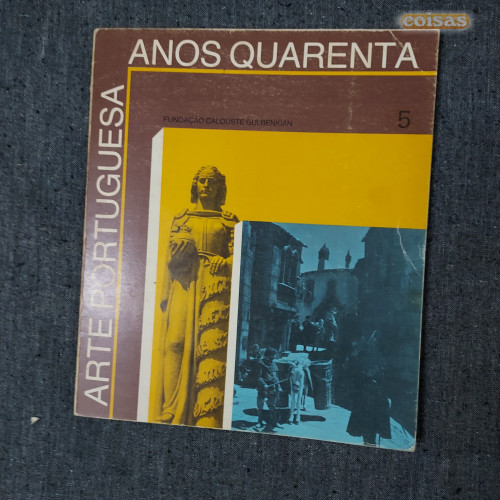 coisas
ANOS QUARENTA
ARTE PORTUGUESA
FUNDAÇÃO CALOUSTE GULBENKIAN
5